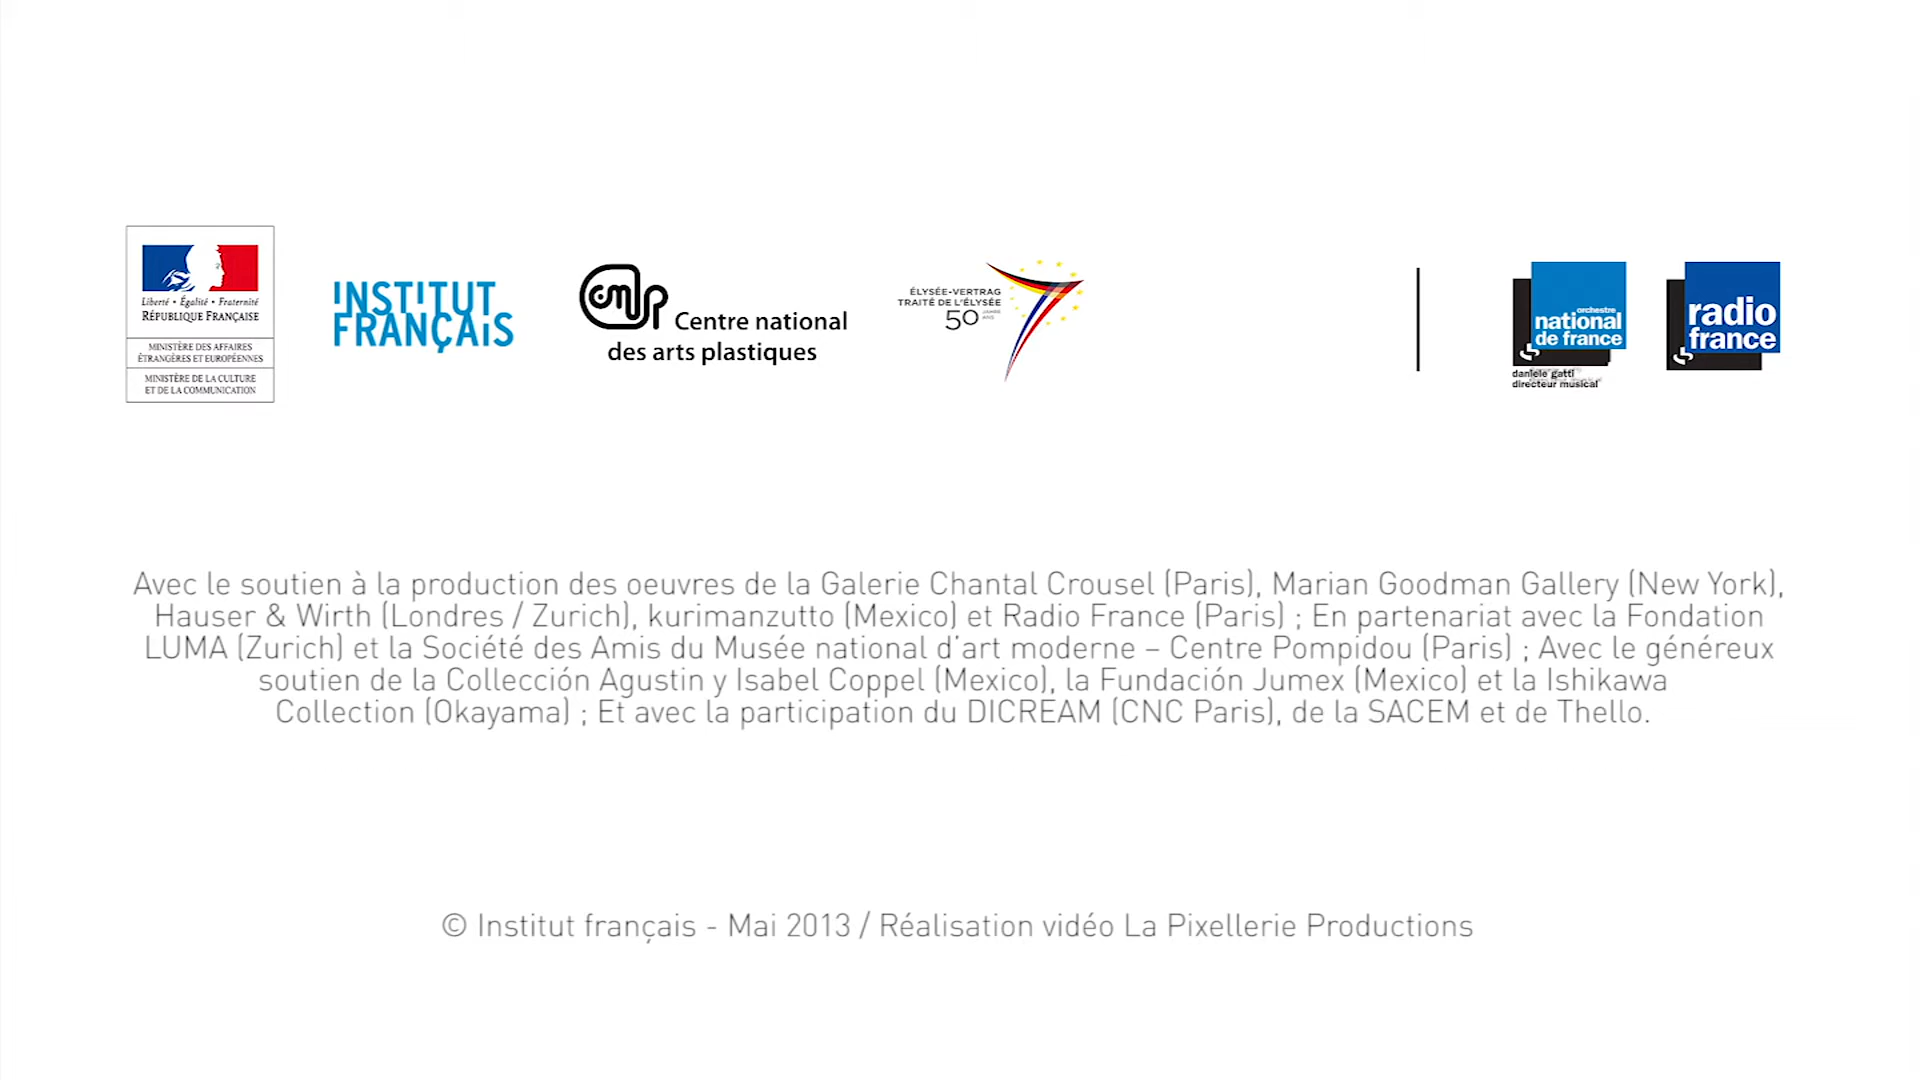 Liberté • Égalité • Fraternité
RÉPUBLIQUE FRANÇAISE
MINISTÈRE DES AFFAIRES
ÉTRANGÈRES ET EUROPÉENNES
MINISTÈRE DE LA CULTURE
ET DE LA COMMUNICATION
INSTITUT
FRANÇAIS
cnap
Centre national
des arts plastiques
ÉLYSÉE-VERTRAG
TRAITÉ DE L'ÉLYSÉE
50 JAHRE
ANS
orchestre
national
de france
daniele gatti
directeur musical
radio
france
Avec le soutien à la production des oeuvres de la Galerie Chantal Crousel (Paris), Marian Goodman Gallery (New York),
Hauser & Wirth (Londres / Zurich), kurimanzutto (Mexico) et Radio France (Paris) ; En partenariat avec la Fondation
LUMA (Zurich) et la Société des Amis du Musée national d'art moderne – Centre Pompidou (Paris) ; Avec le généreux
soutien de la Collección Agustin y Isabel Coppel (Mexico), la Fundación Jumex (Mexico) et la Ishikawa
Collection (Okayama) ; Et avec la participation du DICREAM (CNC Paris), de la SACEM et de Thello.
© Institut français - Mai 2013 / Réalisation vidéo La Pixellerie Productions